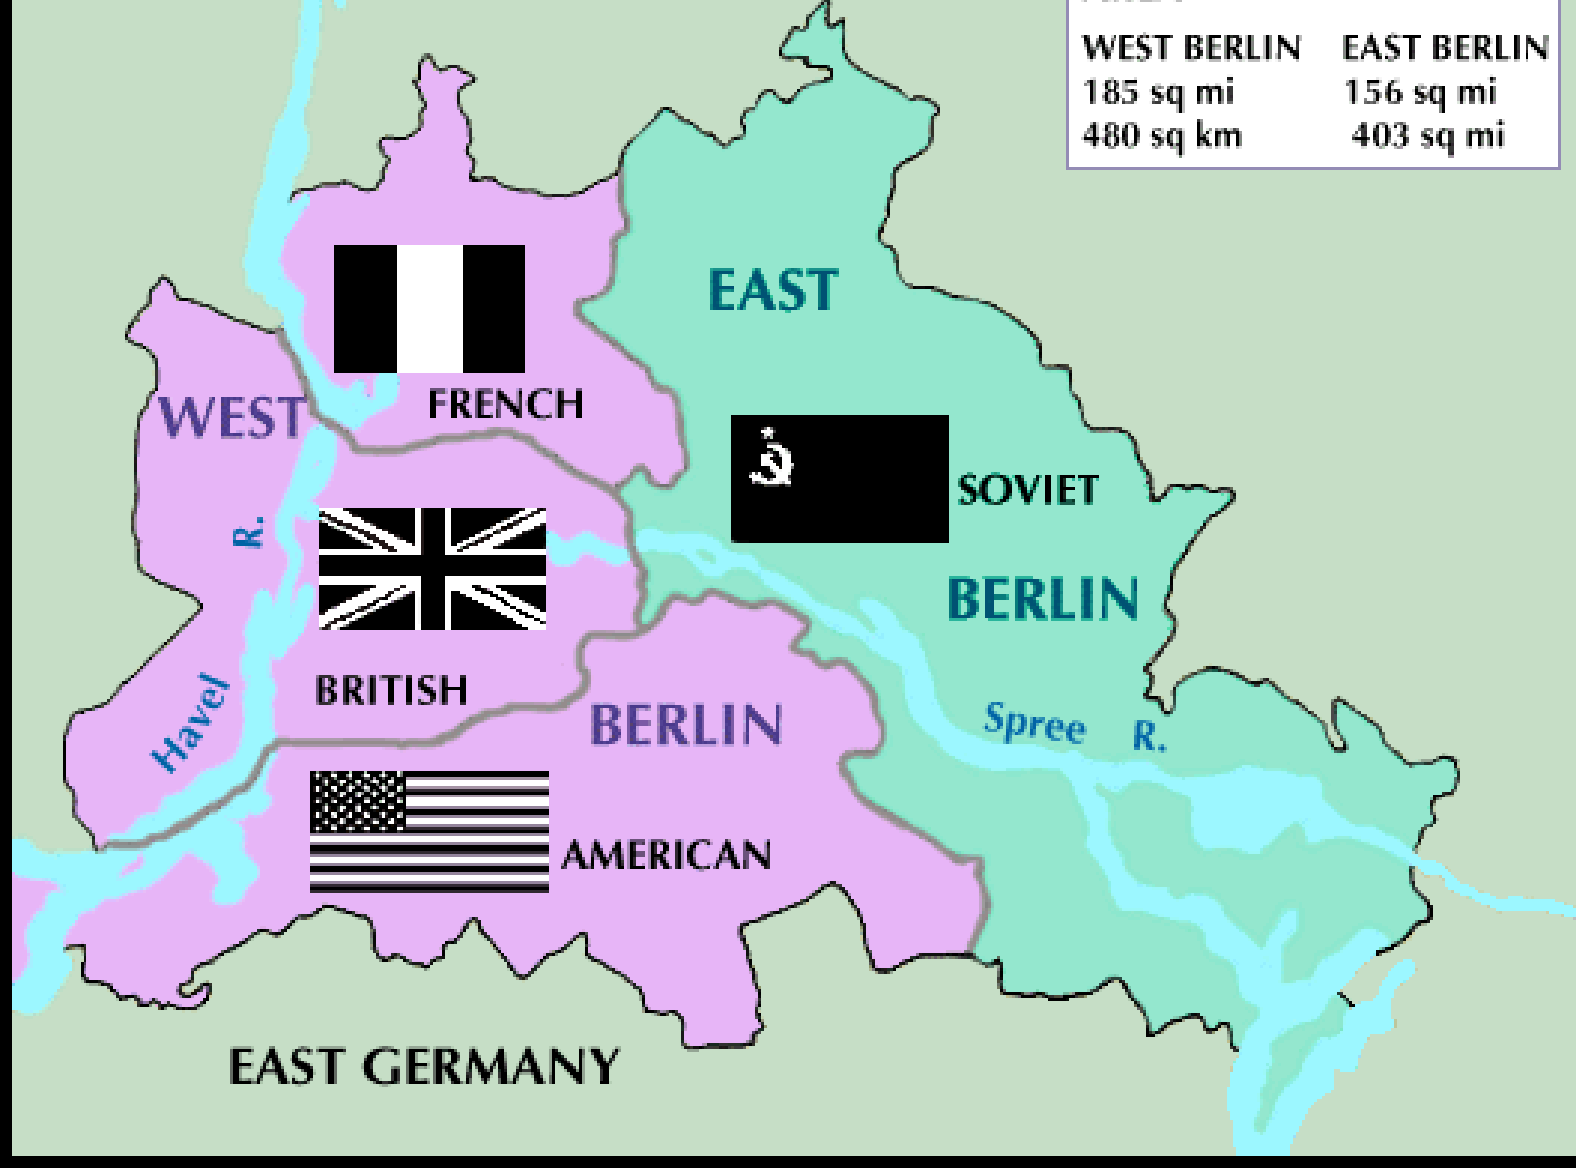 WEST BERLIN EAST BERLIN
185 sq mi 156 sq mi
480 sq km 403 sq mi
EAST
WEST
FRENCH
SOVIET
R.
BERLIN
BRITISH
Havel
BERLIN
Spree R.
AMERICAN
EAST GERMANY